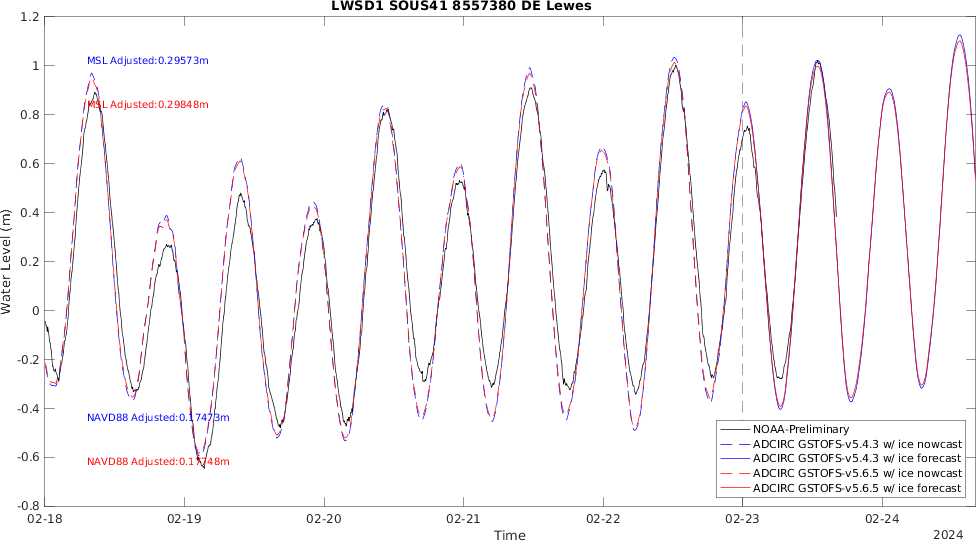 LWSD1 SOUS41 8557380 DE Lewes
1.2
1
0.8
0.6
0.4
0.2
0
-0.2
-0.4
-0.6
-0.8
Water Level (m)
MSL Adjusted:0.29573m
MSL Adjusted:0.29848m
NAVD88 Adjusted:0.17473m
NAVD88 Adjusted:0.17748m
NOAA-Preliminary
ADCIRC GSTOFS-v5.4.3 w/ ice nowcast
ADCIRC GSTOFS-v5.4.3 w/ ice forecast
ADCIRC GSTOFS-v5.6.5 w/ ice nowcast
ADCIRC GSTOFS-v5.6.5 w/ ice forecast
02-18 02-19 02-20 02-21 02-22 02-23 02-24
Time
2024